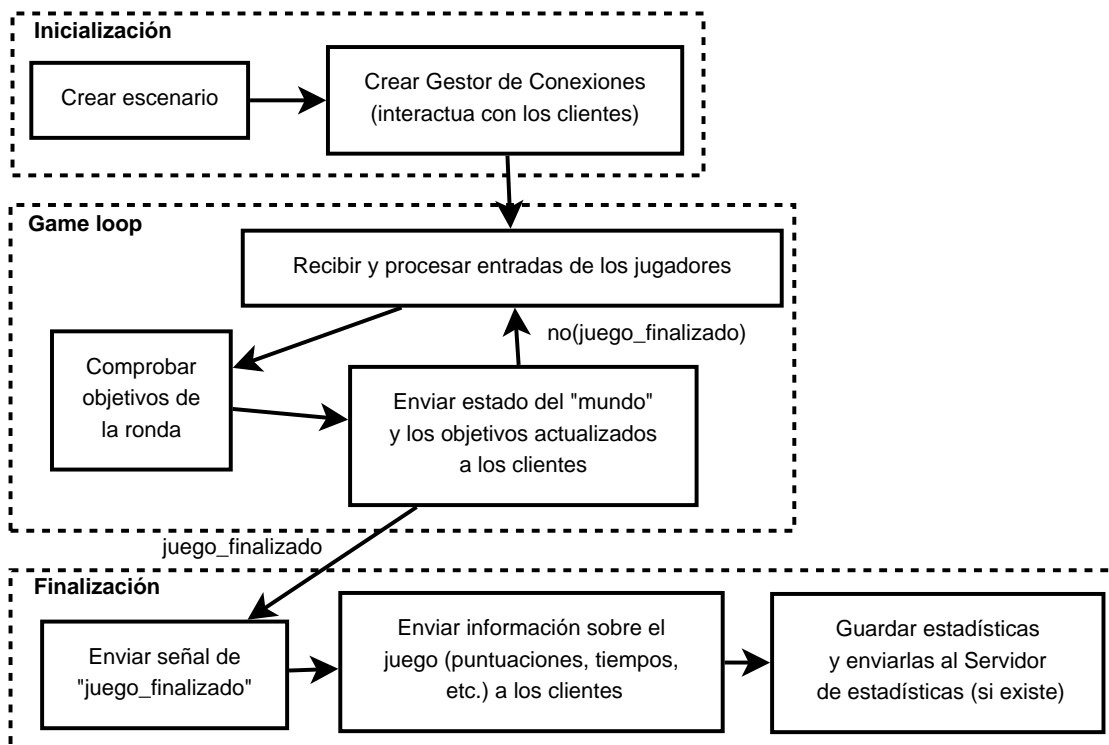 Inicialización
Crear escenario
Crear Gestor de Conexiones
(interactua con los clientes)
Game loop
Recibir y procesar entradas de los jugadores
no(juego_finalizado)
Comprobar
objetivos de
la ronda
Enviar estado del "mundo"
y los objetivos actualizados
a los clientes
juego_finalizado
Finalización
Enviar señal de
"juego_finalizado"
Enviar información sobre el
juego (puntuaciones, tiempos,
etc.) a los clientes
Guardar estadísticas
y enviarlas al Servidor
de estadísticas (si existe)